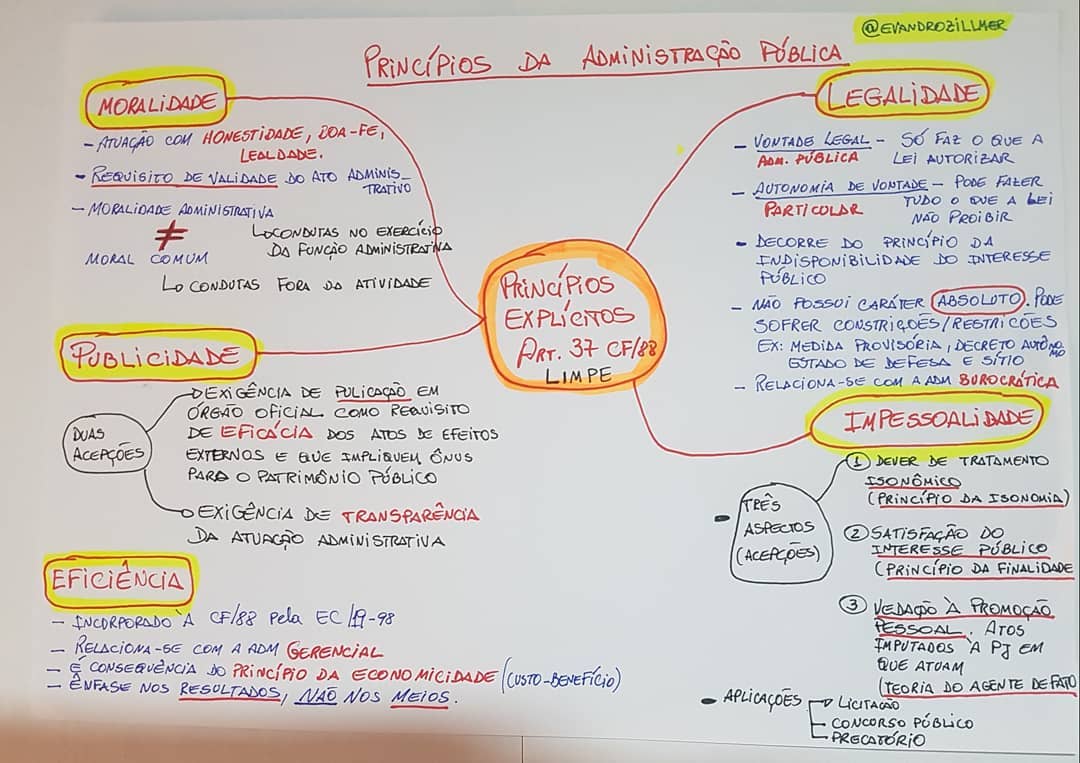 @EVANDROZILLMER
PRINCÍPIOS DA ADMINISTRAÇÃO PÚBLICA
MORALIDADE
- ATUAÇÃO COM HONESTIDADE, BOA-FE,
LEALDADE.
- REQUISITO DE VALIDADE DO ATO ADMINIS-
TRATIVO
- MORALIDADE ADMINISTRATIVA
≠
CONDUTAS NO EXERCÍCIO
DA FUNÇÃO ADMINISTRATIVA
MORAL COMUM
CONDUTAS FORA DA ATIVIDADE
PUBLICIDADE
DUAS
ACEPÇÕES
EXIGÊNCIA DE PULICAÇÃO EM
ÓRGÃO OFICIAL COMO REQUISITO
DE EFICÁCIA DOS ATOS DE EFEITOS
EXTERNOS E QUE IMPLIQUEM ÔNUS
PARA O PATRIMÔNIO PÚBLICO
EXIGÊNCIA DE TRANSPARÊNCIA
DA ATUAÇÃO ADMINISTRATIVA
EFICIÊNCIA
- INCORPORADO À CF/88 pela EC/19-98
- RELACIONA-SE COM A ADM GERENCIAL
- É CONSEQUÊNCIA DO PRINCÍPIO DA ECONOMICIDADE (CUSTO-BENEFÍCIO)
- ÊNFASE NOS RESULTADOS, NÃO NOS MEIOS.
PRINCÍPIOS
EXPLÍCITOS
ART. 37 CF/88
LIMPE
LEGALIDADE
- VONTADE LEGAL - SÓ FAZ O QUE A
ADM. PÚBLICA LEI AUTORIZAR
- AUTONOMIA DE VONTADE - PODE FAZER
PARTICULAR TUDO O QUE A LEI
NÃO PROIBIR
- DECORRE DO PRINCÍPIO DA
INDISPONIBILIDADE DO INTERESSE
PÚBLICO
- NÃO POSSUI CARÁTER ABSOLUTO. PODE
SOFRER CONSTRIÇÕES/RESTRICÕES
EX: MEDIDA PROVISÓRIA, DECRETO AUTÔNOMO
ESTADO DE DEFESA E SÍTIO
- RELACIONA-SE COM A ADM BUROCRÁTICA
IMPESSOALIDADE
- TRÊS
ASPECTOS
(ACEPÇÕES)
1 DEVER DE TRATAMENTO
ISONÔMICO
(PRINCÍPIO DA ISONOMIA)
2 SATISFAÇÃO DO
INTERESSE PÚBLICO
(PRINCÍPIO DA FINALIDADE
3 VEDAÇÃO À PROMOÇÃO
PESSOAL. ATOS
IMPUTADOS À PJ EM
QUE ATUAM
(TEORIA DO AGENTE DE FATO
- APLICAÇÕES
LICITAÇÃO
CONCURSO PÚBLICO
PRECATÓRIO